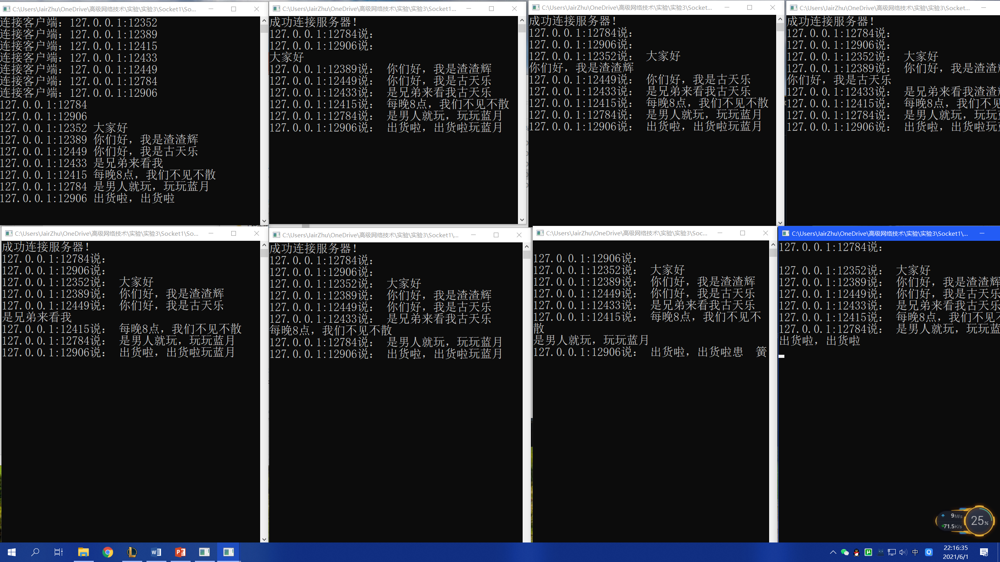 C:\Users\JairZhu\OneDrive\高级网络技术\实验\实验3\Socket1\So...
连接客户端：127.0.0.1:12352
连接客户端：127.0.0.1:12389
连接客户端：127.0.0.1:12415
连接客户端：127.0.0.1:12433
连接客户端：127.0.0.1:12449
连接客户端：127.0.0.1:12784
连接客户端：127.0.0.1:12906
127.0.0.1:12784
127.0.0.1:12906
127.0.0.1:12352 大家好
127.0.0.1:12389 你们好，我是渣渣辉
127.0.0.1:12449 你们好，我是古天乐
127.0.0.1:12433 是兄弟来看我
127.0.0.1:12415 每晚8点，我们不见不散
127.0.0.1:12784 是男人就玩，玩玩蓝月
127.0.0.1:12906 出货啦，出货啦
C:\Users\JairZhu\OneDrive\高级网络技术\实验\实验3\Socket1...
成功连接服务器！
127.0.0.1:12784说：
127.0.0.1:12906说：
大家好
127.0.0.1:12389说： 你们好，我是渣渣辉
127.0.0.1:12449说： 你们好，我是古天乐
127.0.0.1:12433说： 是兄弟来看我古天乐
127.0.0.1:12415说： 每晚8点，我们不见不散
127.0.0.1:12784说： 是男人就玩，玩玩蓝月
127.0.0.1:12906说： 出货啦，出货啦玩蓝月
C:\Users\JairZhu\OneDrive\高级网络技术\实验\实验3\Socket...
成功连接服务器！
127.0.0.1:12784说：
127.0.0.1:12906说：
127.0.0.1:12352说： 大家好
你们好，我是渣渣辉
127.0.0.1:12449说： 你们好，我是古天乐
127.0.0.1:12433说： 是兄弟来看我古天乐
127.0.0.1:12415说： 每晚8点，我们不见不散
127.0.0.1:12784说： 是男人就玩，玩玩蓝月
127.0.0.1:12906说： 出货啦，出货啦玩蓝月
C:\Users\JairZhu\OneDrive\高级网络技术\实验\实验3\Socket...
成功连接服务器！
127.0.0.1:12784说：
127.0.0.1:12906说：
127.0.0.1:12352说： 大家好
127.0.0.1:12389说： 你们好，我是渣渣
你们好，我是古天乐
127.0.0.1:12433说： 是兄弟来看我渣渣
127.0.0.1:12415说： 每晚8点，我们不见
127.0.0.1:12784说： 是男人就玩，玩玩
127.0.0.1:12906说： 出货啦，出货啦玩
C:\Users\JairZhu\OneDrive\高级网络技术\实验\实验3\Socket1\So...
成功连接服务器！
127.0.0.1:12784说：
127.0.0.1:12906说：
127.0.0.1:12352说： 大家好
127.0.0.1:12389说： 你们好，我是渣渣辉
127.0.0.1:12449说： 你们好，我是古天乐
是兄弟来看我
127.0.0.1:12415说： 每晚8点，我们不见不散
127.0.0.1:12784说： 是男人就玩，玩玩蓝月
127.0.0.1:12906说： 出货啦，出货啦玩蓝月
C:\Users\JairZhu\OneDrive\高级网络技术\实验\实验3\Socket1\...
成功连接服务器！
127.0.0.1:12784说：
127.0.0.1:12906说：
127.0.0.1:12352说： 大家好
127.0.0.1:12389说： 你们好，我是渣渣辉
127.0.0.1:12449说： 你们好，我是古天乐
127.0.0.1:12433说： 是兄弟来看我古天乐
每晚8点，我们不见不散
127.0.0.1:12784说： 是男人就玩，玩玩蓝月
127.0.0.1:12906说： 出货啦，出货啦玩蓝月
C:\Users\JairZhu\OneDrive\高级网络技术\实验\实验3\Soc...
127.0.0.1:12906说：
127.0.0.1:12352说： 大家好
127.0.0.1:12389说： 你们好，我是渣渣辉
127.0.0.1:12449说： 你们好，我是古天乐
127.0.0.1:12433说： 是兄弟来看我古天乐
127.0.0.1:12415说： 每晚8点，我们不见不
散
是男人就玩，玩玩蓝月
127.0.0.1:12906说： 出货啦，出货啦患 簧
C:\Users\JairZhu\OneDrive\高级网络技术\实验\实验3\Socket1\...
127.0.0.1:12784说：
127.0.0.1:12352说： 大家好
127.0.0.1:12389说： 你们好，我是渣渣辉
127.0.0.1:12449说： 你们好，我是古天乐
127.0.0.1:12433说： 是兄弟来看我古天乐
127.0.0.1:12415说： 每晚8点，我们不见
127.0.0.1:12784说： 是男人就玩，玩玩蓝
出货啦，出货啦
9M/s
71.5K/s
25%
中
22:16:35
2021/6/1